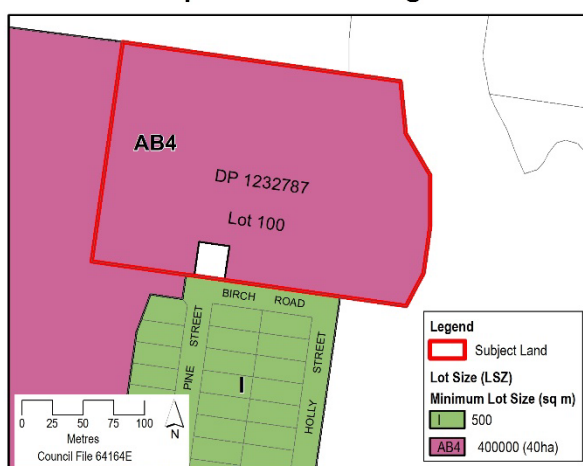 AB4
DP 1232787
Lot 100
BIRCH ROAD
PINE STREET
HOLLY STREET
I
Legend
Subject Land
Lot Size (LSZ)
Minimum Lot Size (sq m)
I 500
AB4 400000 (40ha)
0 25 50 75 100
Metres
N
Council File 64164E